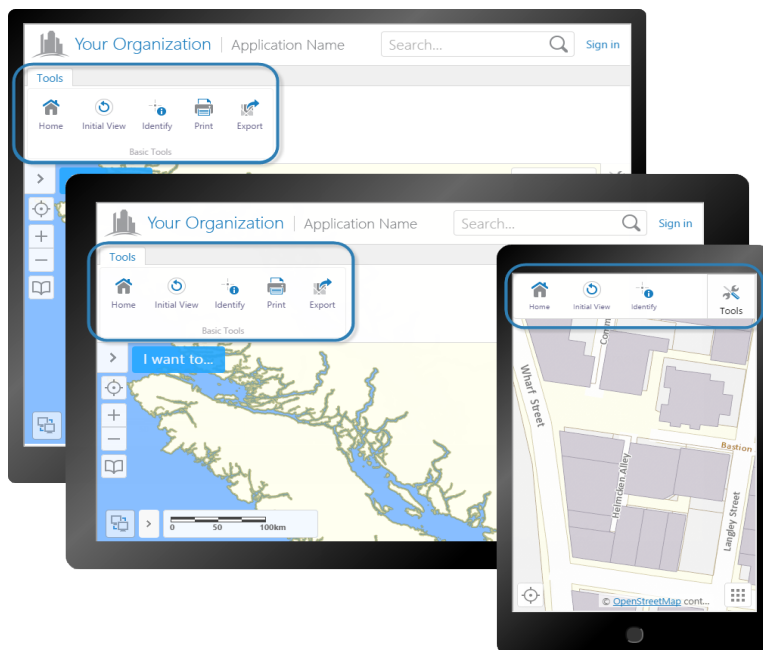 Your Organization | Application Name Search... Sign in
Tools
Home Initial View Identify Print Export
Basic Tools
Your Organization | Application Name Search... Sign in
Tools
Home Initial View Identify Print Export
Basic Tools
I want to...
0 50 100km
Home Initial View Identify Tools
Comm
Wharf Street
Bastion
Helmcken Alley
Langley Street
© OpenStreetMap cont...